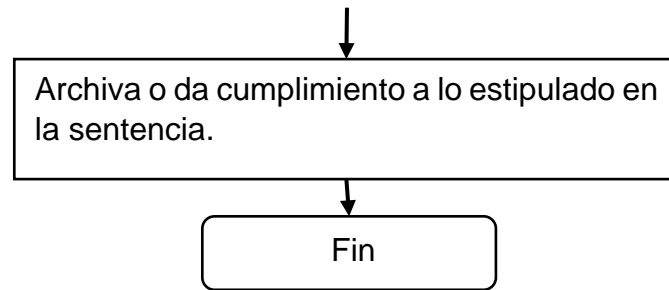 Archiva o da cumplimiento a lo estipulado en
la sentencia.
Fin